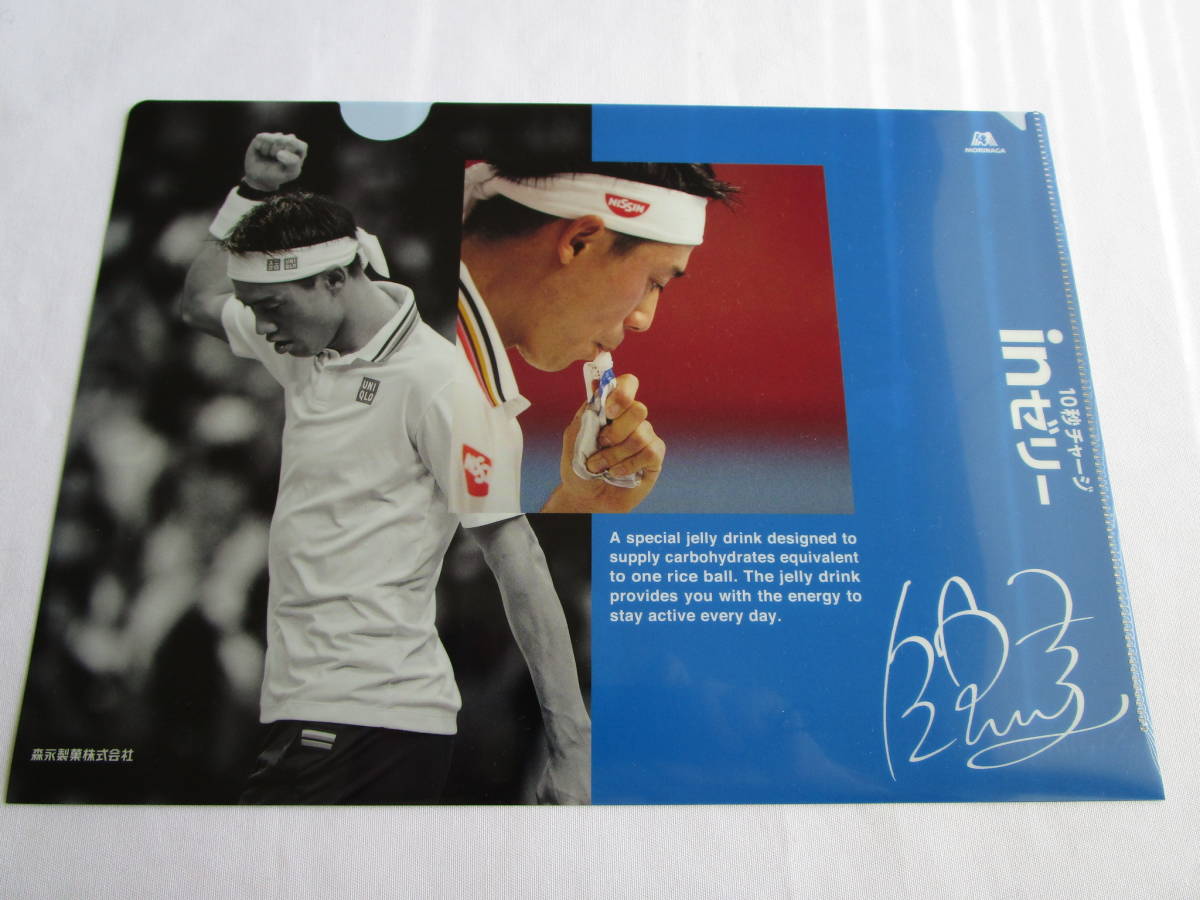 MORINAGA
NISSIN
UNI
QLO
UNI
QLO
NISSIN
10秒チャージ
inゼリー
A special jelly drink designed to
supply carbohydrates equivalent
to one rice ball. The jelly drink
provides you with the energy to
stay active every day.
森永製菓株式会社